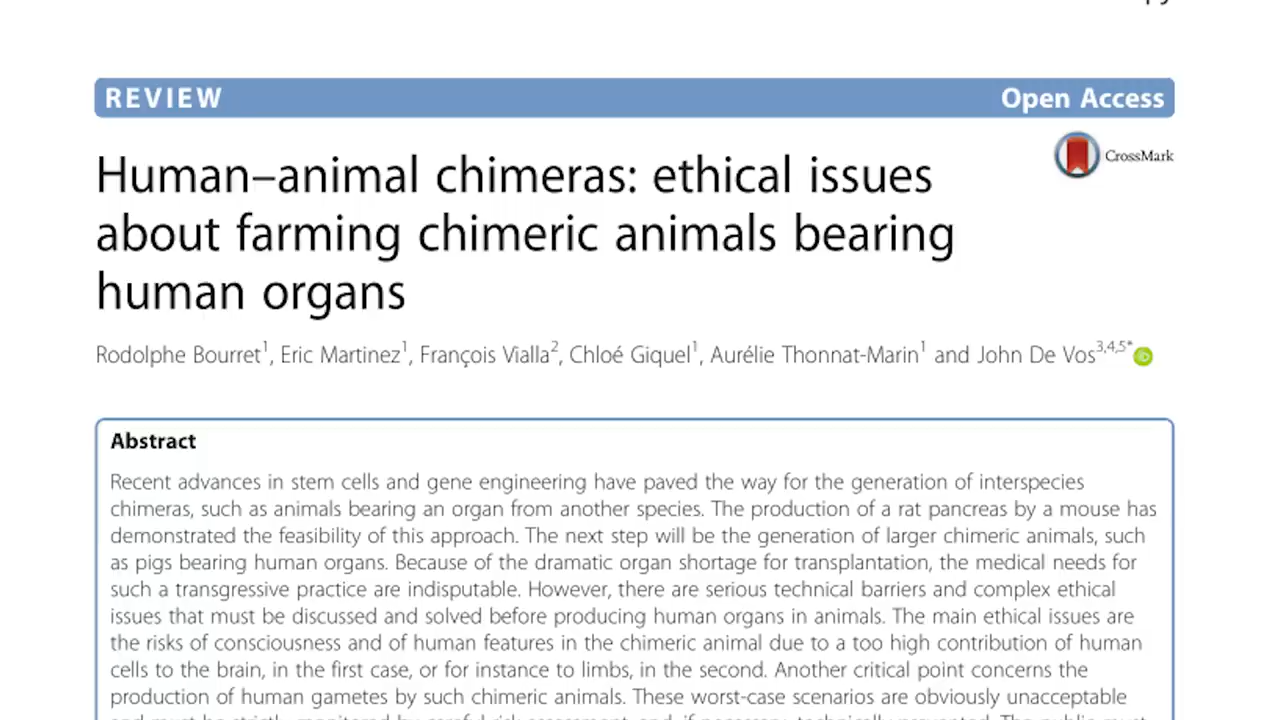 REVIEW Open Access
CrossMark
Human–animal chimeras: ethical issues
about farming chimeric animals bearing
human organs
Rodolphe Bourret1, Eric Martinez1, François Vialla2, Chloé Giquel1, Aurélie Thonnat-Marin1 and John De Vos3,4,5* iD
Abstract
Recent advances in stem cells and gene engineering have paved the way for the generation of interspecies
chimeras, such as animals bearing an organ from another species. The production of a rat pancreas by a mouse has
demonstrated the feasibility of this approach. The next step will be the generation of larger chimeric animals, such
as pigs bearing human organs. Because of the dramatic organ shortage for transplantation, the medical needs for
such a transgressive practice are indisputable. However, there are serious technical barriers and complex ethical
issues that must be discussed and solved before producing human organs in animals. The main ethical issues are
the risks of consciousness and of human features in the chimeric animal due to a too high contribution of human
cells to the brain, in the first case, or for instance to limbs, in the second. Another critical point concerns the
production of human gametes by such chimeric animals. These worst-case scenarios are obviously unacceptable